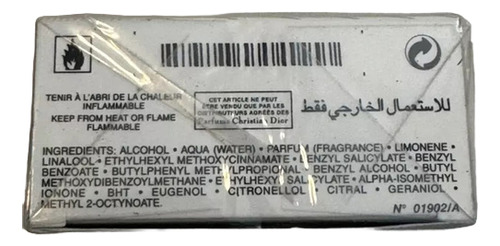 TENIR À L'ABRI DE LA CHALEUR
INFLAMMABLE
KEEP FROM HEAT OR FLAME
FLAMMABLE
CET ARTICLE NE PEUT
ÊTRE VENDU QUE PAR LES
DISTRIBUTEURS AGRÉES DES
Parfums Christian Dior
للاستعمال الخارجي فقط
INGREDIENTS: ALCOHOL • AQUA (WATER) • PARFUM (FRAGRANCE) • LIMONENE •
LINALOOL • ETHYLHEXYL METHOXYCINNAMATE • BENZYL SALICYLATE • BENZYL
BENZOATE • BUTYLPHENYL METHYLPROPIONAL • BENZYL ALCOHOL • BUTYL
METHOXYDIBENZOYLMETHANE • ETHYLHEXYL SALICYLATE • ALPHA-ISOMETHYL
IONONE • BHT • EUGENOL • CITRONELLOL • CITRAL • GERANIOL •
METHYL 2-OCTYNOATE.
N° 01902/A